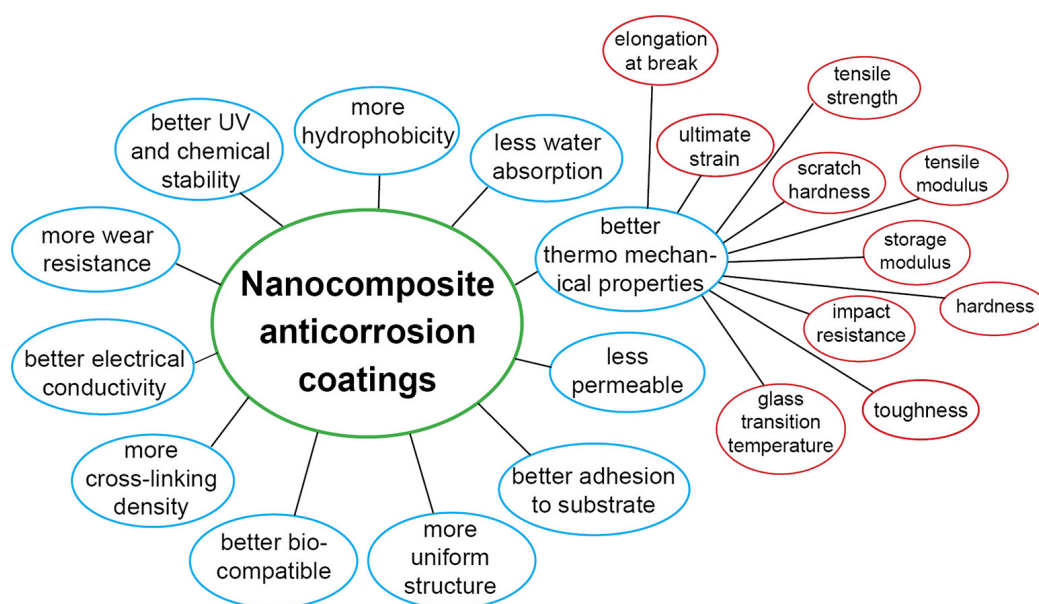 elongation
at break
tensile
strength
more
hydrophobicity
better UV
and chemical
stability
less water
absorption
ultimate
strain
scratch
hardness
tensile
modulus
more wear
resistance
better
thermo mechan-
ical properties
storage
modulus
Nanocomposite
anticorrosion
coatings
hardness
impact
resistance
better electrical
conductivity
less
permeable
glass
transition
temperature
toughness
more
cross-linking
density
better adhesion
to substrate
better bio-
compatible
more
uniform
structure